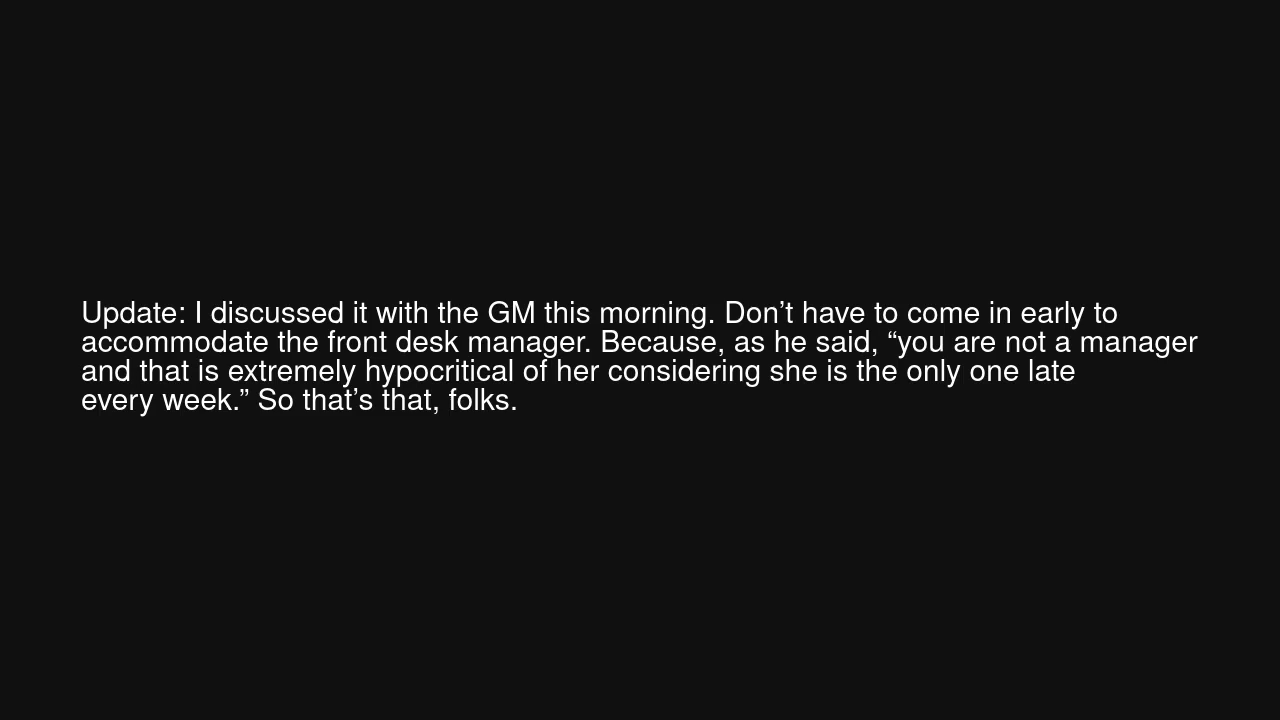 Update: I discussed it with the GM this morning. Don’t have to come in early to
accommodate the front desk manager. Because, as he said, “you are not a manager
and that is extremely hypocritical of her considering she is the only one late
every week.” So that’s that, folks.